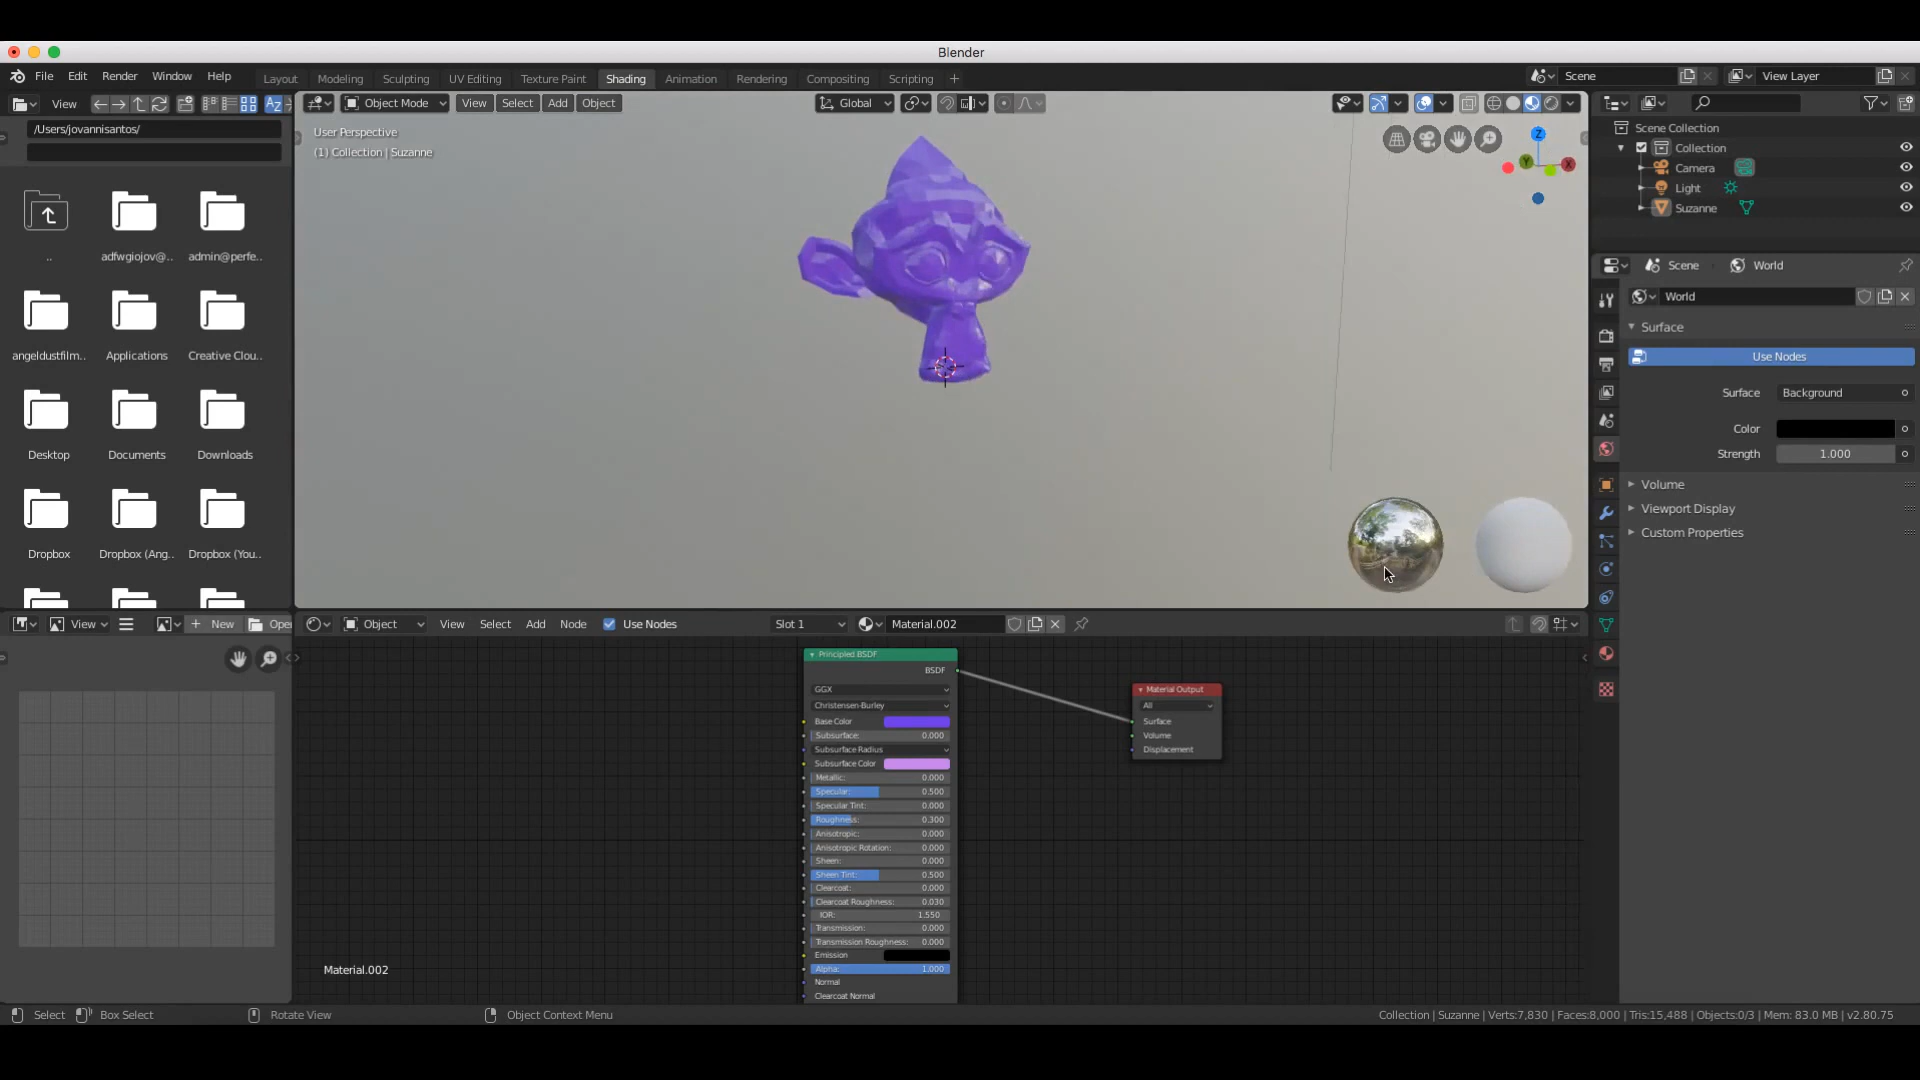 Blender
File Edit Render Window Help
Layout Modeling Sculpting UV Editing Texture Paint Shading Animation Rendering Compositing Scripting +
Scene View Layer
View
Object Mode View Select Add Object Global
/Users/jovannisantos/
User Perspective
(1) Collection | Suzanne
Z
Y
X
Scene Collection
Collection
Camera
Light
Suzanne
..
adfwgiojov@..
admin@perfe..
angeldustfilm..
Applications
Creative Clou..
Desktop
Documents
Downloads
Dropbox
Dropbox (Ang..
Dropbox (You..
Scene World
World
Surface
Use Nodes
Surface Background
Color
Strength 1.000
Volume
Viewport Display
Custom Properties
View New Open
Object View Select Add Node Use Nodes Slot 1 Material.002
Principled BSDF
BSDF
GGX
Christensen-Burley
Base Color
Subsurface: 0.000
Subsurface Radius
Subsurface Color
Metallic: 0.000
Specular: 0.500
Specular Tint: 0.000
Roughness: 0.300
Anisotropic: 0.000
Anisotropic Rotation: 0.000
Sheen: 0.000
Sheen Tint: 0.500
Clearcoat: 0.000
Clearcoat Roughness: 0.030
IOR: 1.550
Transmission: 0.000
Transmission Roughness: 0.000
Emission
Alpha: 1.000
Normal
Clearcoat Normal
Material Output
All
Surface
Volume
Displacement
Material.002
Select Box Select Rotate View Object Context Menu
Collection | Suzanne | Verts:7,830 | Faces:8,000 | Tris:15,488 | Objects:0/3 | Mem: 83.0 MB | v2.80.75